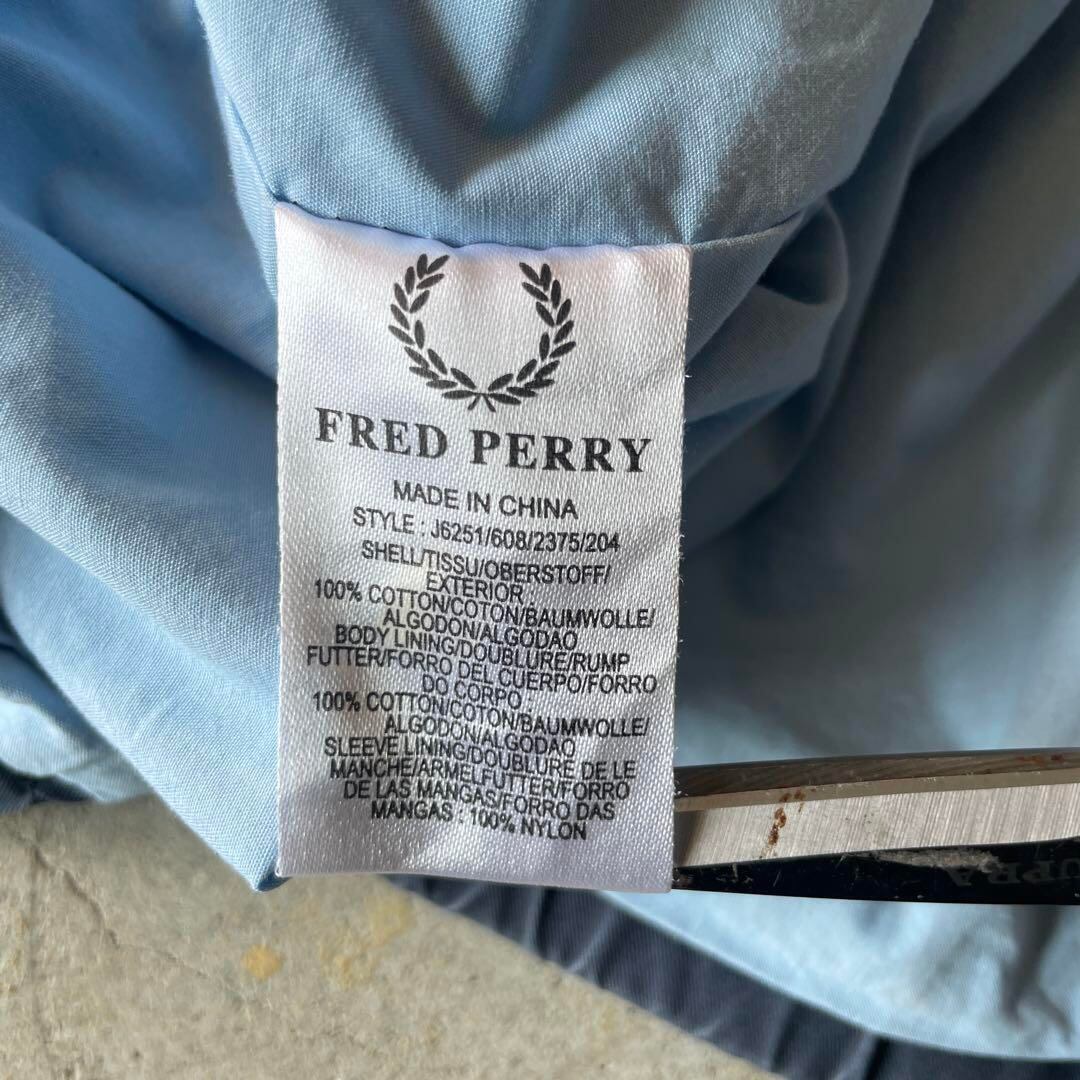 FRED PERRY
MADE IN CHINA
STYLE : J6251/608/2375/204
SHELL/TISSU/OBERSTOFF/
EXTERIOR :
100% COTTON/COTON/BAUMWOLLE/
ALGODON/ALGODAO
BODY LINING/DOUBLURE/RUMP
FUTTER/FORRO DEL CUERPO/FORRO
DO CORPO
100% COTTON/COTON/BAUMWOLLE/
ALGODON/ALGODAO
SLEEVE LINING/DOUBLURE DE LE
MANCHE/ARMELFUTTER/FORRO
DE LAS MANGAS/FORRO DAS
MANGAS : 100% NYLON